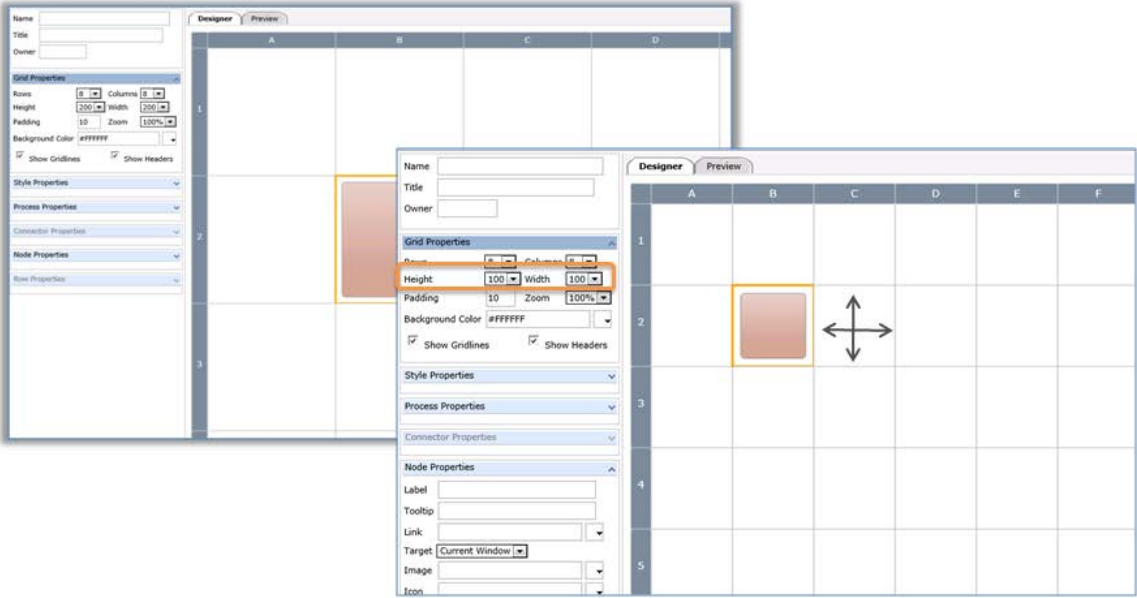 Name
Title
Owner
Grid Properties
Rows 8 Columns 8
Height 200 Width 200
Padding 10 Zoom 100%
Background Color #FFFFFF
Show Gridlines Show Headers
Style Properties
Process Properties
Connector Properties
Node Properties
Row Properties
Designer Preview
A B C D
1
2
3
Name
Title
Owner
Grid Properties
Rows 8 Columns 8
Height 100 Width 100
Padding 10 Zoom 100%
Background Color #FFFFFF
Show Gridlines Show Headers
Style Properties
Process Properties
Connector Properties
Node Properties
Label
Tooltip
Link
Target Current Window
Image
Icon
Designer Preview
A B C D E F
1
2
3
4
5